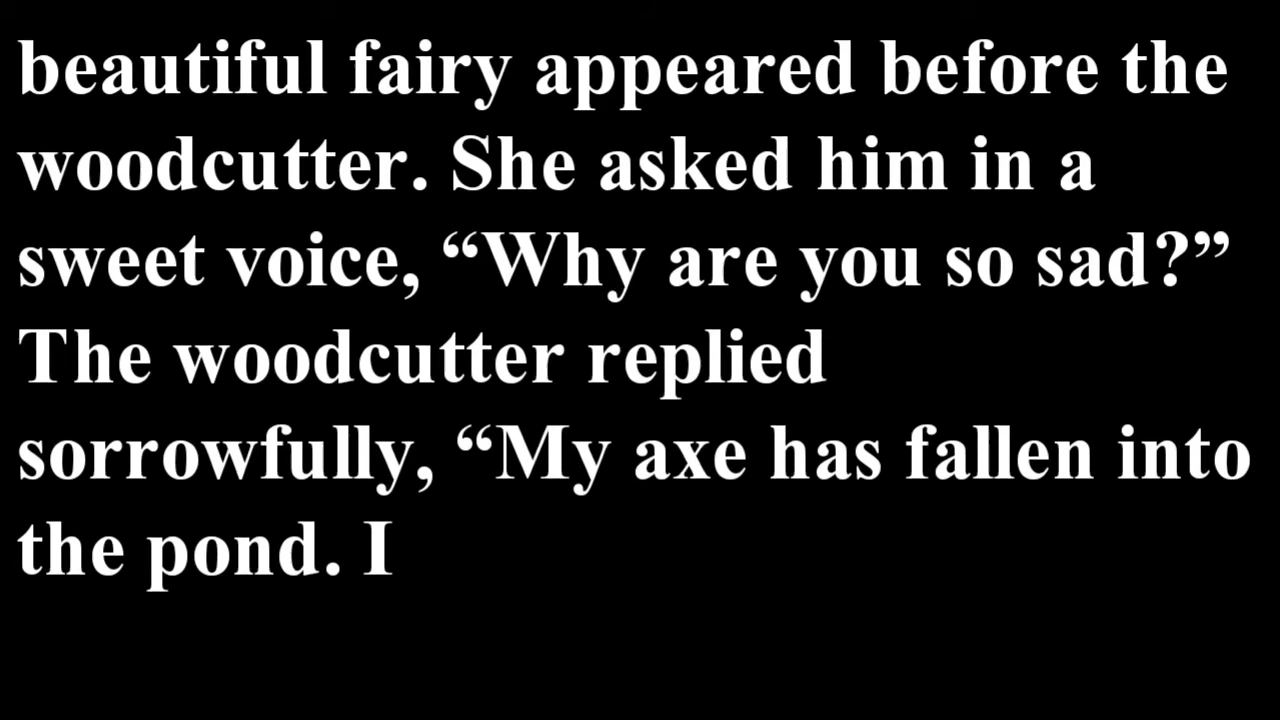 beautiful fairy appeared before the
woodcutter. She asked him in a
sweet voice, “Why are you so sad?”
The woodcutter replied
sorrowfully, “My axe has fallen into
the pond. I